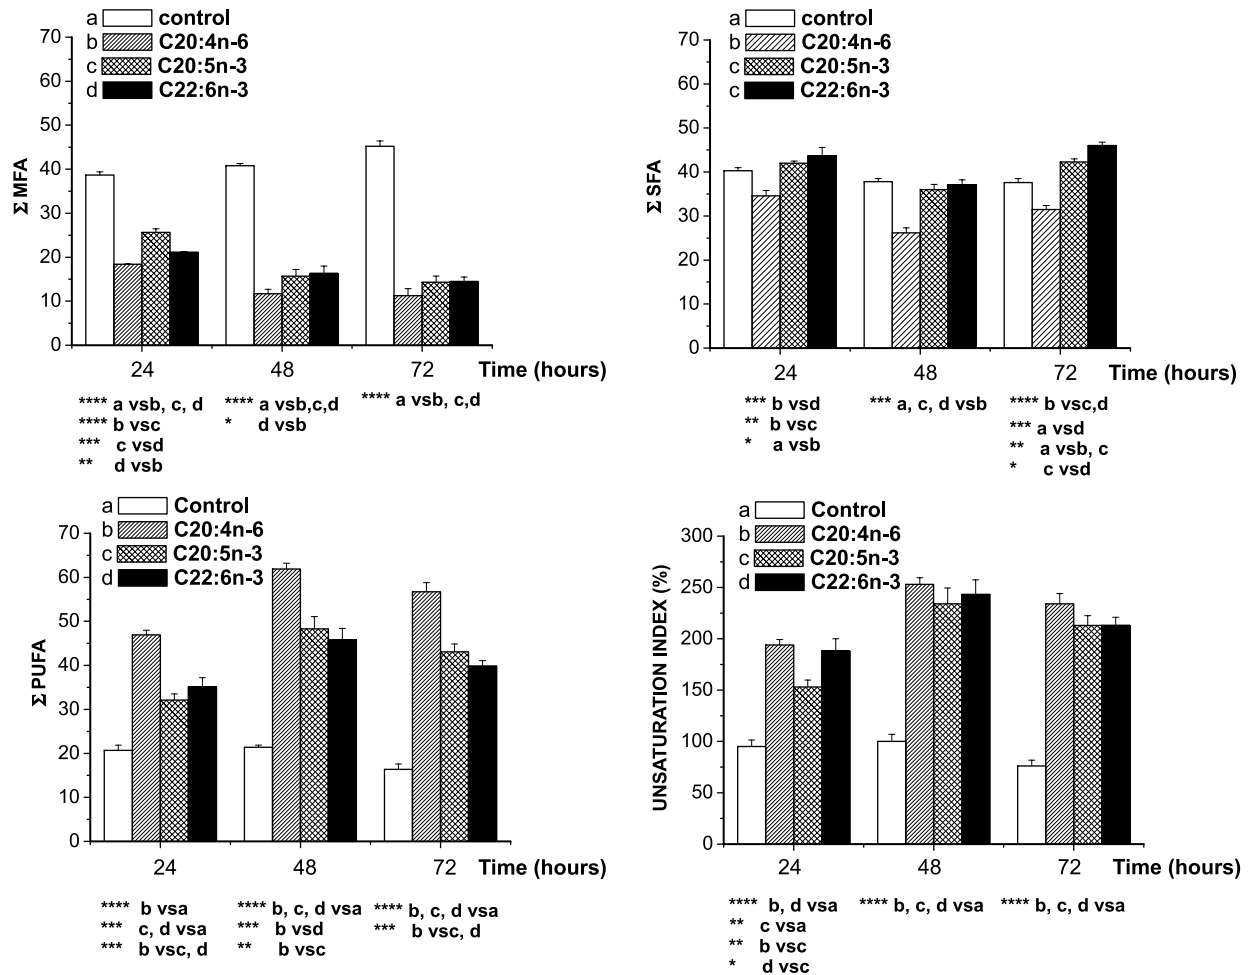 a control
b C20:4n-6
c C20:5n-3
d C22:6n-3
70
60
50
40
30
20
10
0
Σ MFA
24 48 72 Time (hours)
**** a vsb, c, d
**** b vsc
*** c vsd
** d vsb
**** a vsb,c,d
* d vsb
**** a vsb, c,d
a control
b C20:4n-6
c C20:5n-3
c C22:6n-3
70
60
50
40
30
20
10
0
Σ SFA
24 48 72 Time (hours)
*** b vsd
** b vsc
* a vsb
*** a, c, d vsb
**** b vsc,d
*** a vsd
** a vsb, c
* c vsd
a Control
b C20:4n-6
c C20:5n-3
d C22:6n-3
70
60
50
40
30
20
10
0
Σ PUFA
24 48 72 Time (hours)
**** b vsa
*** c, d vsa
*** b vsc, d
**** b, c, d vsa
*** b vsd
** b vsc
**** b, c, d vsa
*** b vsc, d
a Control
b C20:4n-6
c C20:5n-3
d C22:6n-3
300
250
200
150
100
50
0
UNSATURATION INDEX (%)
24 48 72 Time (hours)
**** b, d vsa
** c vsa
** b vsc
* d vsc
**** b, c, d vsa
**** b, c, d vsa